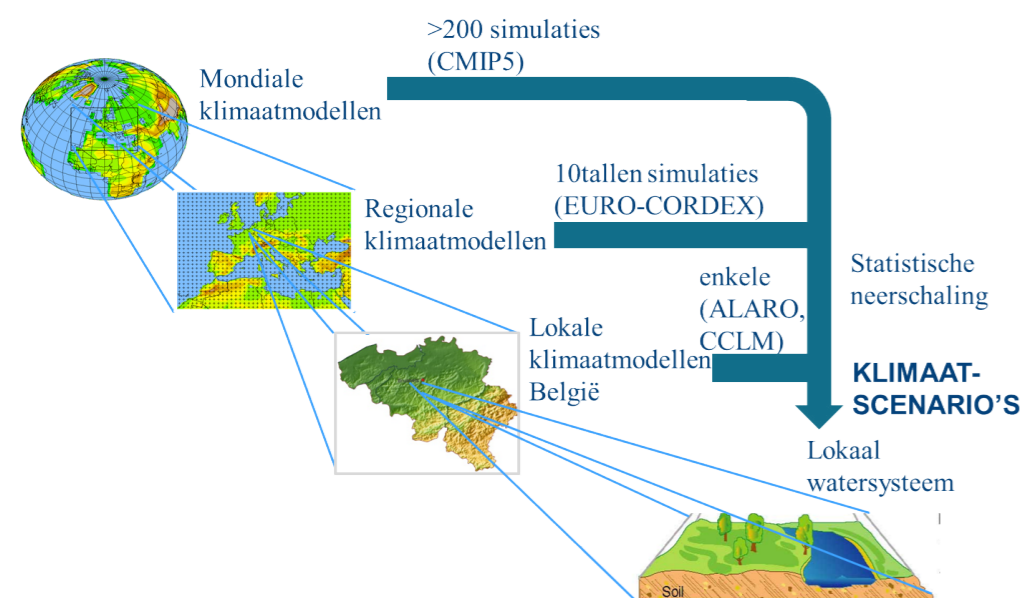 >200 simulaties
(CMIP5)
Mondiale
klimaatmodellen
10tallen simulaties
(EURO-CORDEX)
Regionale
klimaatmodellen
Statistische
neerschaling
enkele
(ALARO,
CCLM)
Lokale
klimaatmodellen
België
KLIMAAT-
SCENARIO’S
Lokaal
watersysteem
Soil